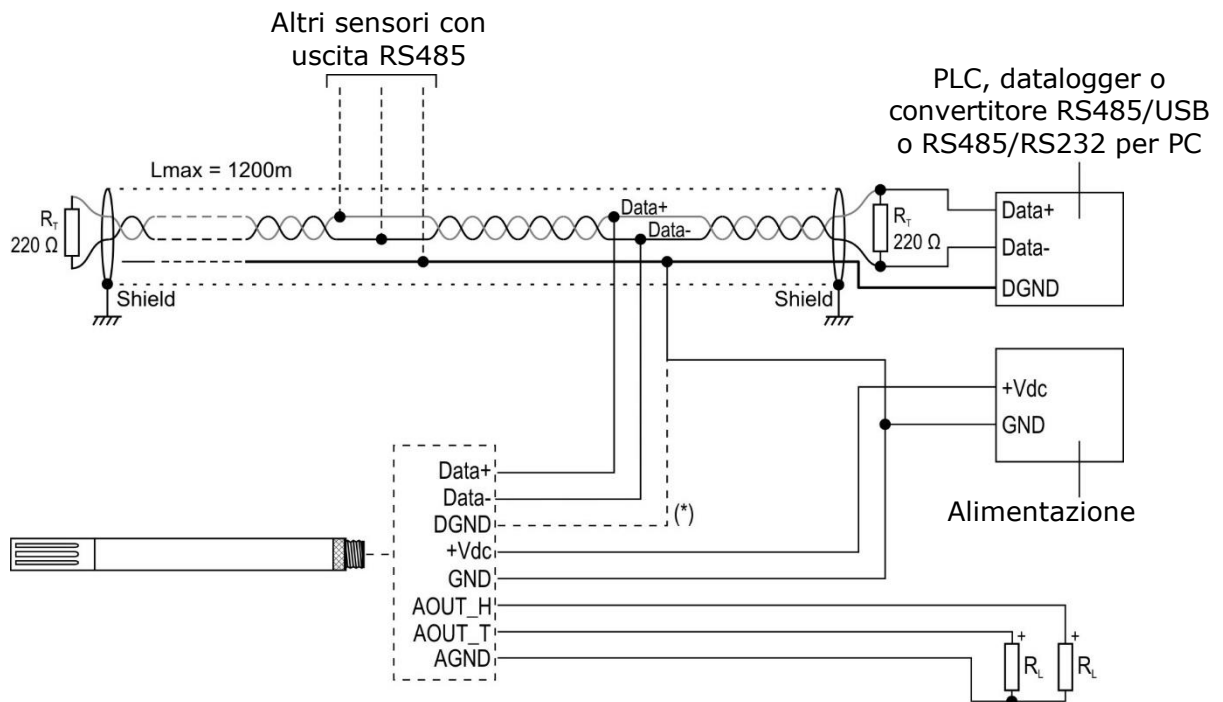 Altri sensori con
uscita RS485
PLC, datalogger o
convertitore RS485/USB
o RS485/RS232 per PC
Lmax = 1200m
RT
220 Ω
Data+
Data-
RT
220 Ω
Data+
Data-
DGND
Shield
Shield
+Vdc
GND
Alimentazione
Data+
Data-
DGND
(*)
+Vdc
GND
AOUT_H
AOUT_T
AGND
+
+
RL
RL